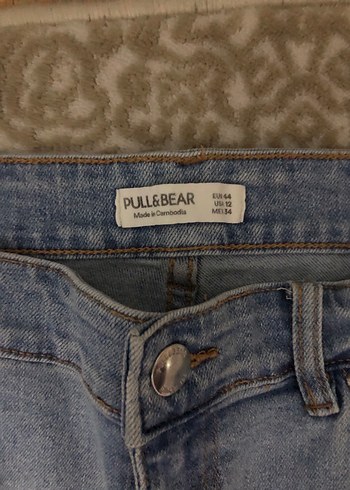 PULL&BEAR
Made in Cambodia
EUR 44
USA 12
MEX 34